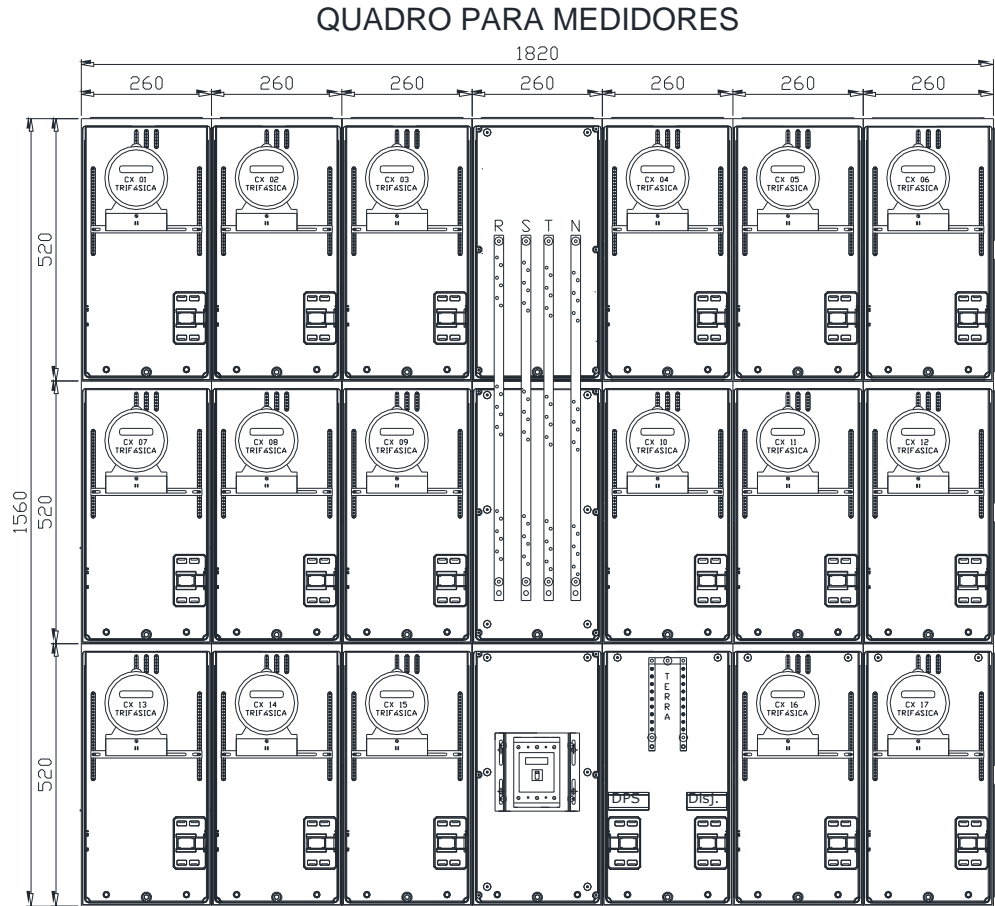 QUADRO PARA MEDIDORES
1820
260 260 260 260 260 260 260
520
CX 01 TRIFÁSICA
CX 02 TRIFÁSICA
CX 03 TRIFÁSICA
R S T N
CX 04 TRIFÁSICA
CX 05 TRIFÁSICA
CX 06 TRIFÁSICA
1560
520
CX 07 TRIFÁSICA
CX 08 TRIFÁSICA
CX 09 TRIFÁSICA
CX 10 TRIFÁSICA
CX 11 TRIFÁSICA
CX 12 TRIFÁSICA
520
CX 13 TRIFÁSICA
CX 14 TRIFÁSICA
CX 15 TRIFÁSICA
TERRA
DPS
Disj.
CX 16 TRIFÁSICA
CX 17 TRIFÁSICA